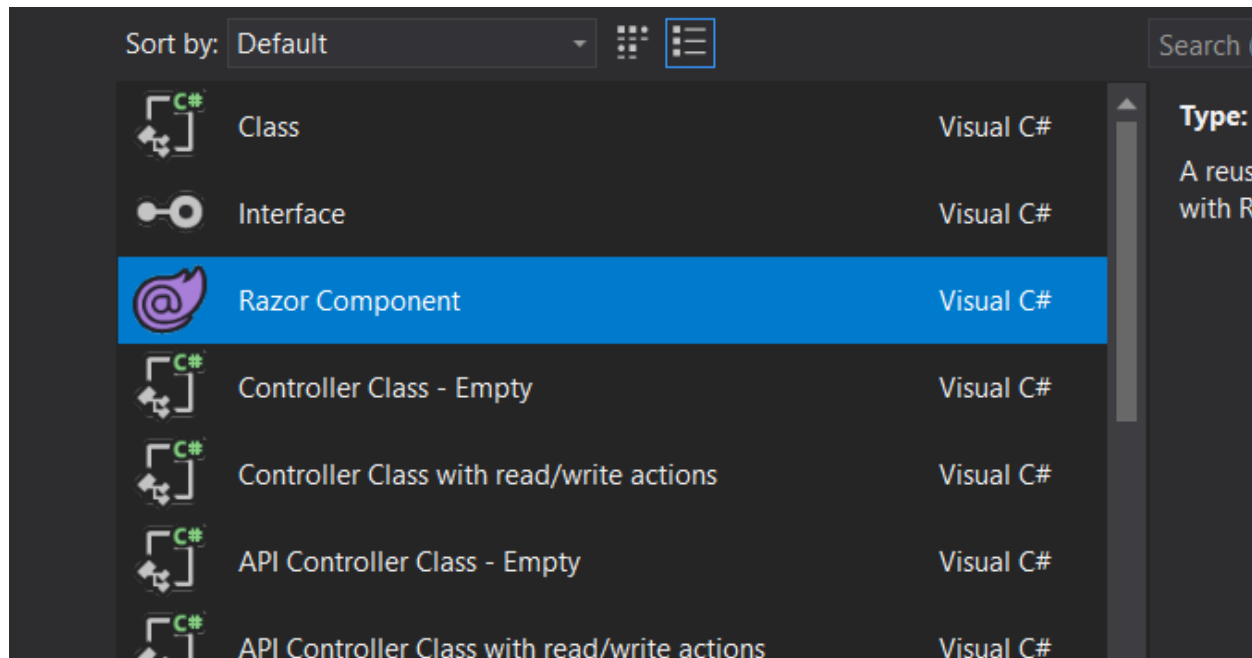 Sort by: Default
Search
Class Visual C#
Type:
Interface Visual C#
A
with
Razor Component Visual C#
Controller Class - Empty Visual C#
Controller Class with read/write actions Visual C#
API Controller Class - Empty Visual C#
API Controller Class with read/write actions Visual C#